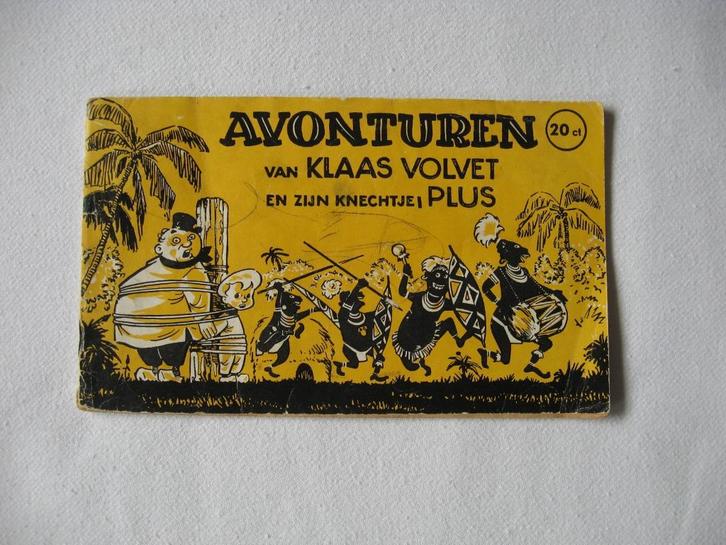 AVONTUREN
20 ct
VAN KLAAS VOLVET
EN ZIJN KNECHTJE PLUS